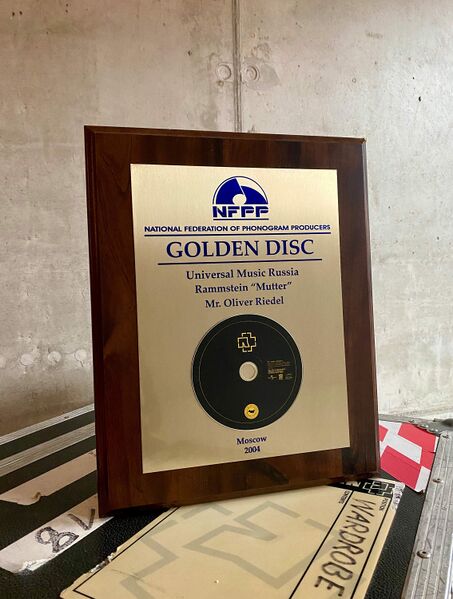 NFPP
NATIONAL FEDERATION OF PHONOGRAM PRODUCERS
GOLDEN DISC
Universal Music Russia
Rammstein "Mutter"
Mr. Oliver Riedel
Moscow
2004
81
WARDROBE